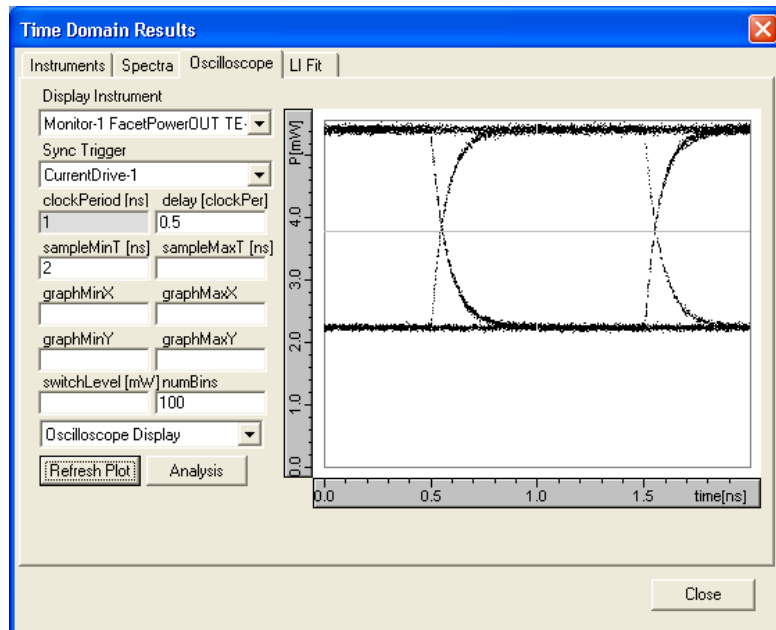 Time Domain Results
Instruments Spectra Oscilloscope LI Fit
Display Instrument
Monitor-1 FacetPowerOUT TE-
Sync Trigger
CurrentDrive-1
clockPeriod [ns] delay [clockPer]
1 0.5
sampleMinT [ns] sampleMaxT [ns]
2
graphMinX graphMaxX
graphMinY graphMaxY
switchLevel [mW] numBins
100
Oscilloscope Display
Refresh Plot Analysis
P[mW]
4.0
3.0
2.0
1.0
0.0
0.0 0.5 1.0 1.5 time[ns]
Close